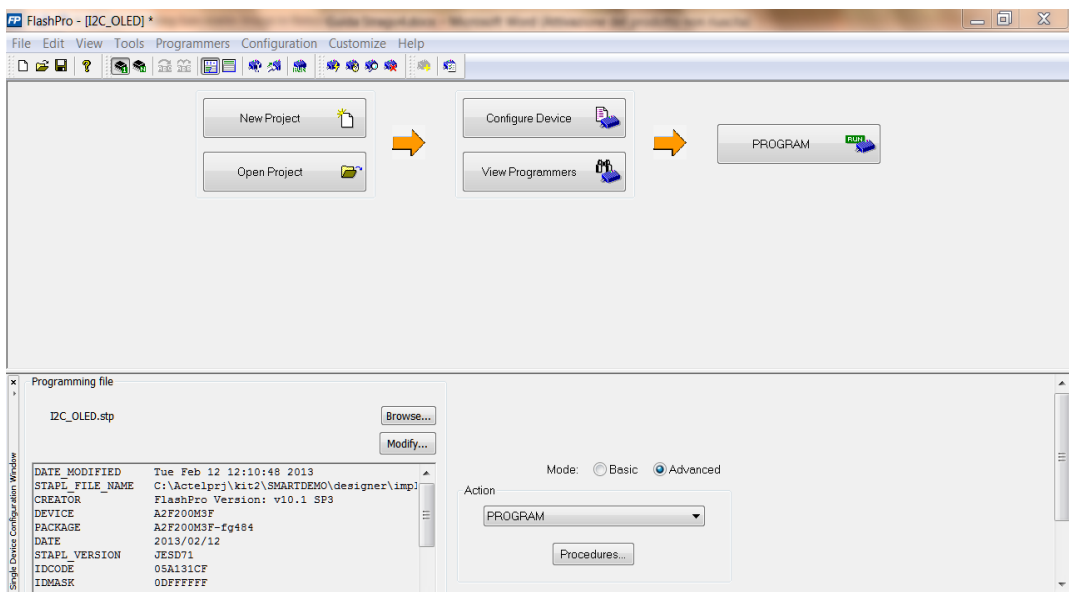 FP FlashPro - [I2C_OLED] *
File Edit View Tools Programmers Configuration Customize Help
New Project
Configure Device
PROGRAM
RUN
Open Project
View Programmers
Programming file
I2C_OLED.stp
Browse...
Modify...
DATE_MODIFIED Tue Feb 12 12:10:48 2013
STAPL_FILE_NAME C:\Actelprj\kit2\SMARTDEMO\designer\impl
CREATOR FlashPro Version: v10.1 SP3
DEVICE A2F200M3F
PACKAGE A2F200M3F-fg484
DATE 2013/02/12
STAPL_VERSION JESD71
IDCODE 05A131CF
IDMASK 0DFFFFFF
Mode: Basic Advanced
Action
PROGRAM
Procedures...
Single Device Configuration Window